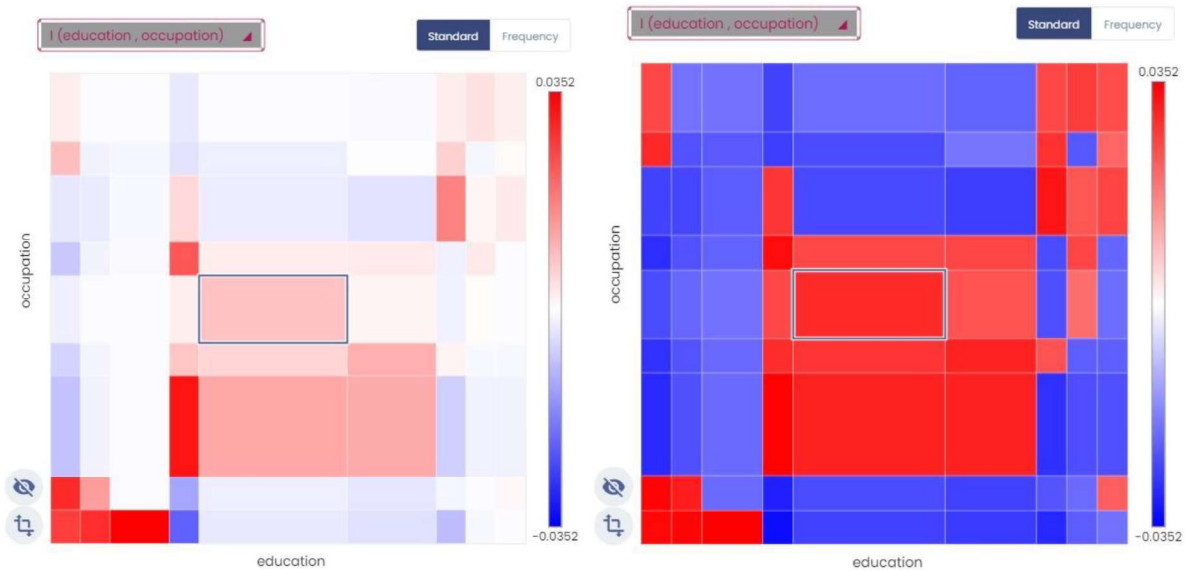 I (education , occupation)
Standard Frequency
0.0352
occupation
-0.0352
education
I (education , occupation)
Standard Frequency
0.0352
occupation
-0.0352
education